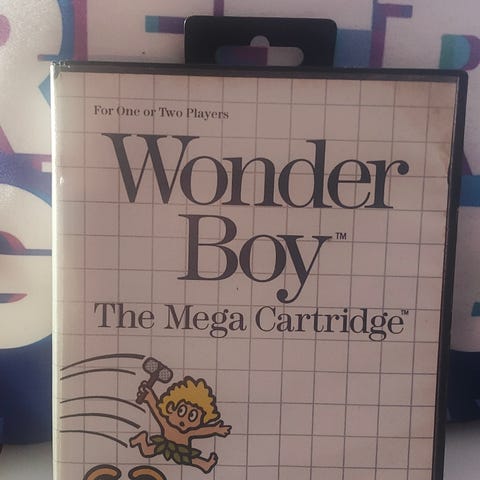 For One or Two Players
Wonder
Boy™
The Mega Cartridge™